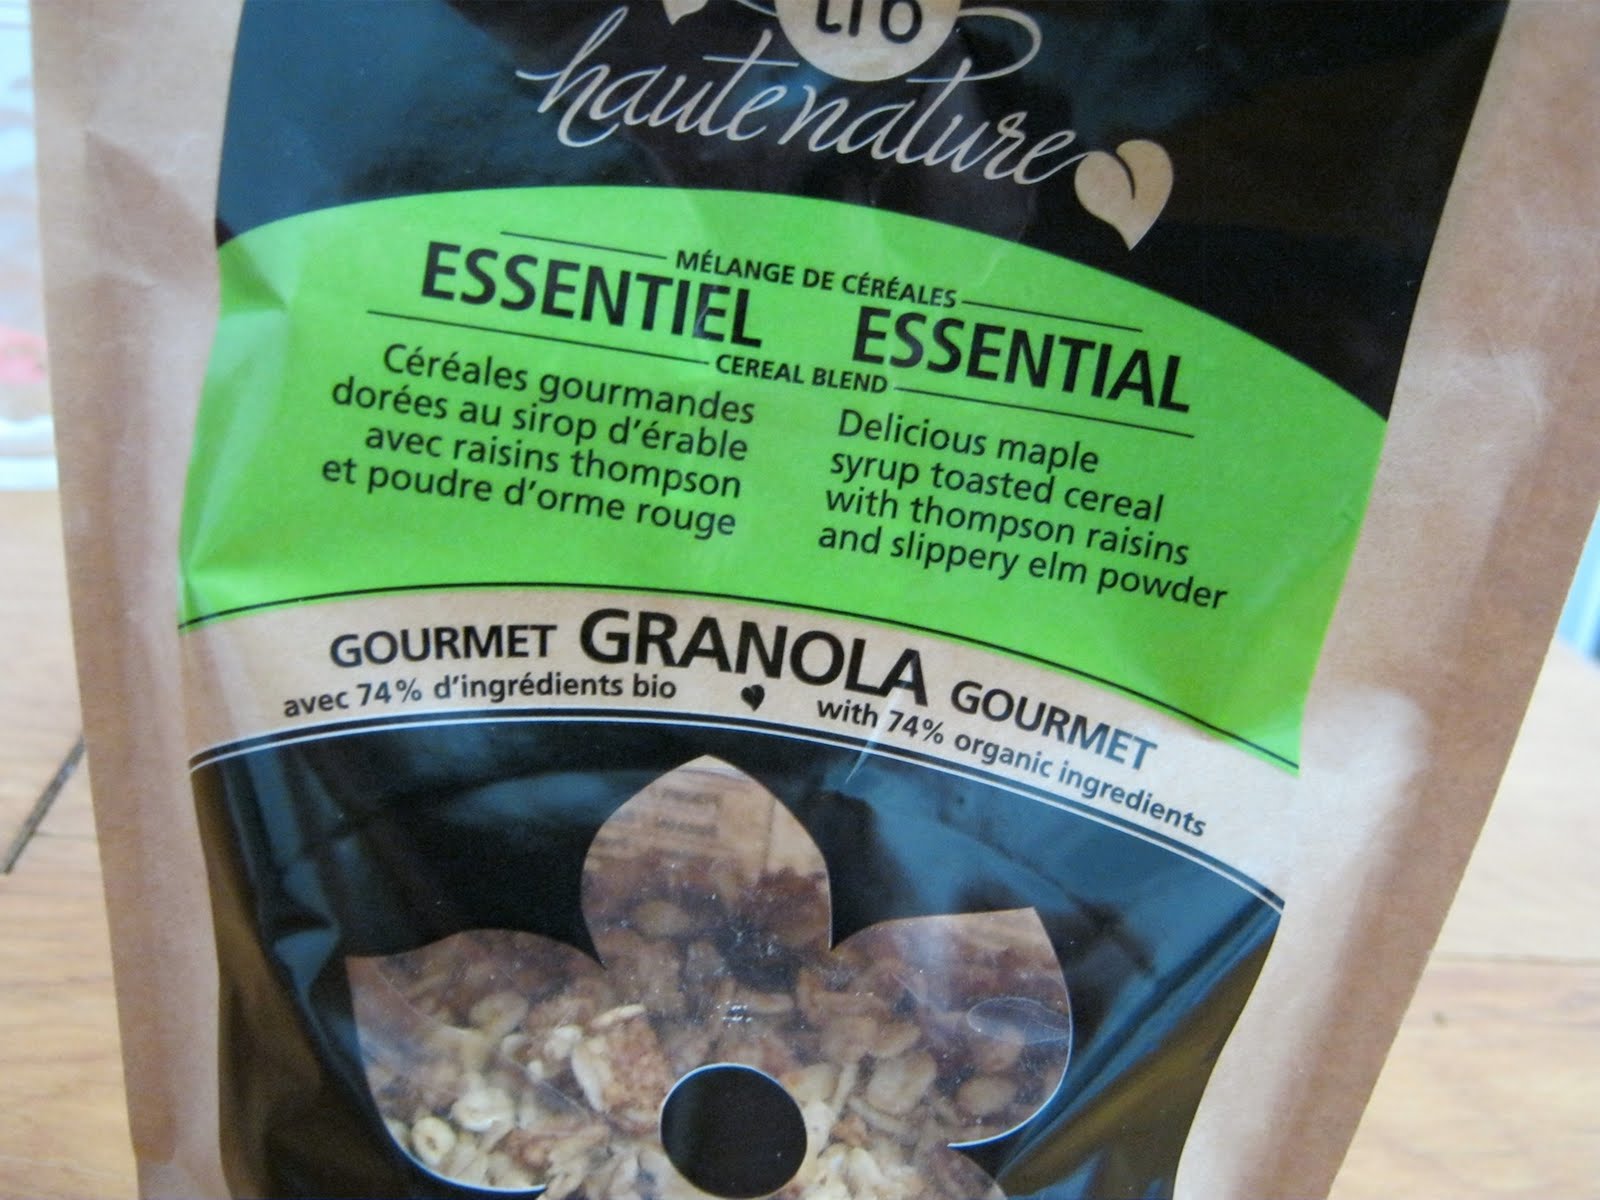 haute nature
MÉLANGE DE CÉRÉALES
ESSENTIEL ESSENTIAL
CEREAL BLEND
Céréales gourmandes
dorées au sirop d'érable
avec raisins thompson
et poudre d'orme rouge
Delicious maple
syrup toasted cereal
with thompson raisins
and slippery elm powder
GOURMET GRANOLA GOURMET
avec 74% d'ingrédients bio
with 74% organic ingredients